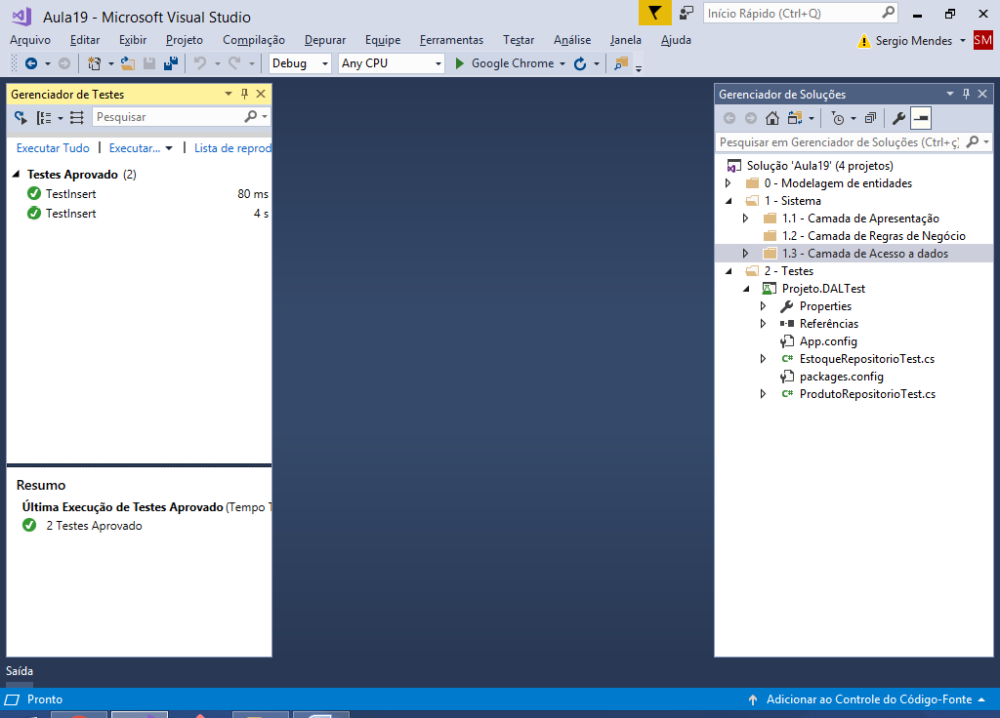 Aula19 - Microsoft Visual Studio
Início Rápido (Ctrl+Q)
Arquivo Editar Exibir Projeto Compilação Depurar Equipe Ferramentas Testar Análise Janela Ajuda
Sergio Mendes SM
Debug Any CPU Google Chrome
Gerenciador de Testes
Pesquisar
Executar Tudo | Executar... | Lista de reprod
Testes Aprovado (2)
TestInsert 80 ms
TestInsert 4 s
Resumo
Última Execução de Testes Aprovado (Tempo T
2 Testes Aprovado
Gerenciador de Soluções
Pesquisar em Gerenciador de Soluções (Ctrl+ç)
Solução 'Aula19' (4 projetos)
0 - Modelagem de entidades
1 - Sistema
1.1 - Camada de Apresentação
1.2 - Camada de Regras de Negócio
1.3 - Camada de Acesso a dados
2 - Testes
Projeto.DALTest
Properties
Referências
App.config
C# EstoqueRepositorioTest.cs
packages.config
C# ProdutoRepositorioTest.cs
Saída
Pronto
Adicionar ao Controle do Código-Fonte